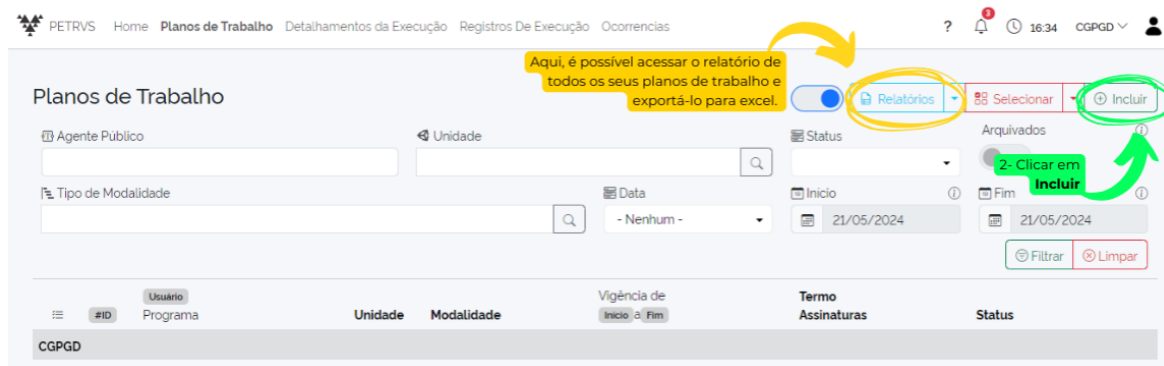 PETRVS Home Planos de Trabalho Detalhamentos da Execução Registros De Execução Ocorrencias ? 3 16:34 CGPGD
Aqui, é possível acessar o relatório de
todos os seus planos de trabalho e
exportá-lo para excel.
Planos de Trabalho
Relatórios Selecionar Incluir
Agente Público Unidade Status Arquivados
2- Clicar em
Incluir
Tipo de Modalidade Data Início Fim
- Nenhum - 21/05/2024 21/05/2024
Filtrar Limpar
#ID Usuário
Programa Unidade Modalidade
Vigência de
Inicio a Fim
Termo
Assinaturas Status
CGPGD